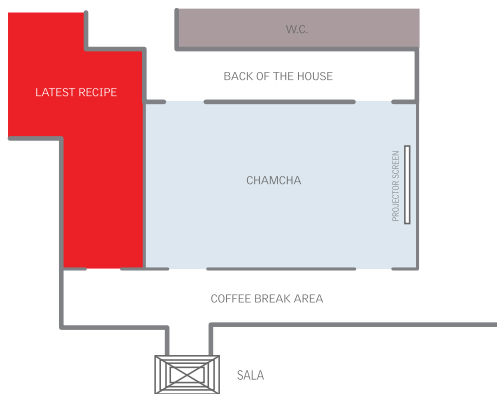 W.C.
BACK OF THE HOUSE
LATEST RECIPE
CHAMCHA
PROJECTOR SCREEN
COFFEE BREAK AREA
SALA